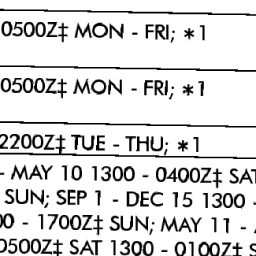 0500Z‡ MON - FRI; *1
0500Z‡ MON - FRI; *1
2200Z‡ TUE - THU; *1
- MAY 10 1300 - 0400Z‡ SAT
SUN; SEP 1 - DEC 15 1300 -
00 - 1700Z‡ SUN; MAY 11 -
0500Z‡ SAT 1300 - 0100Z‡